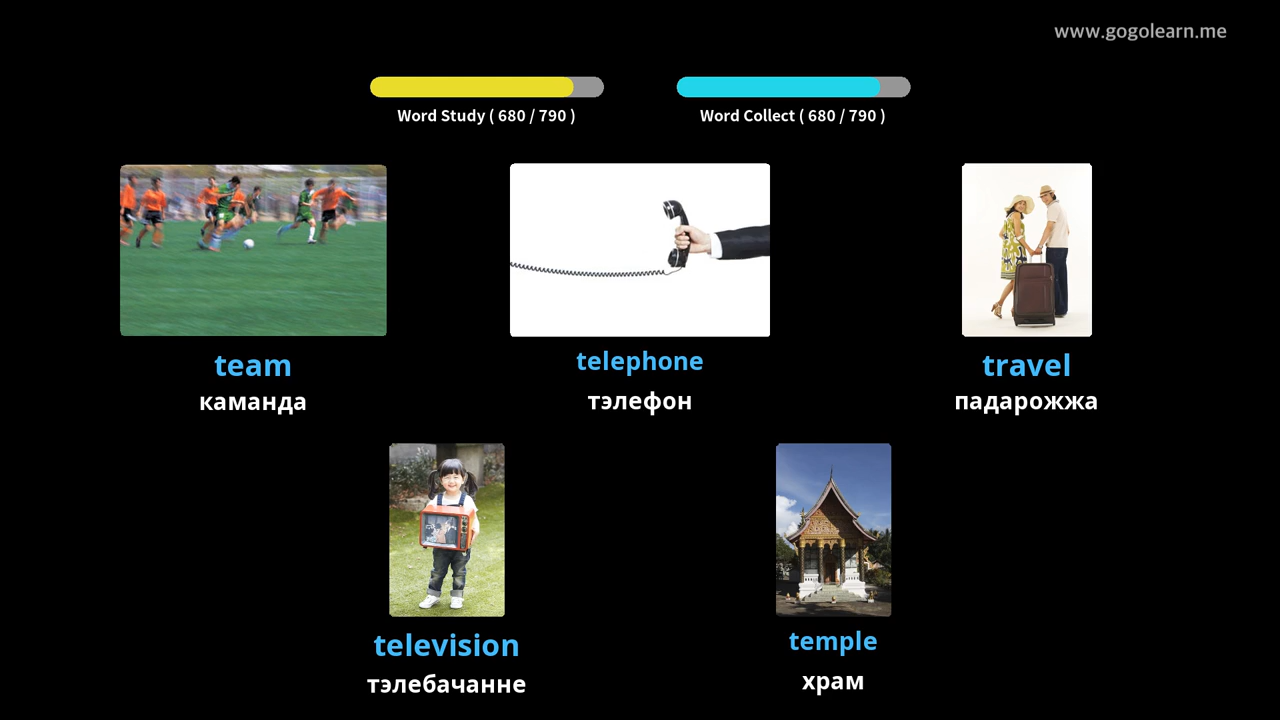 www.gogolearn.me
Word Study ( 680 / 790 )
Word Collect ( 680 / 790 )
team
каманда
telephone
тэлефон
travel
падарожжа
television
тэлебачанне
temple
храм